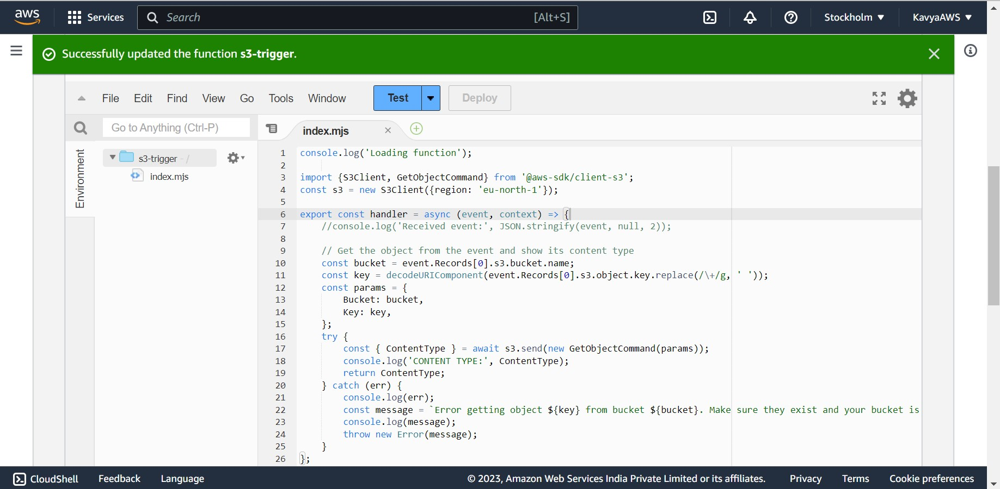 aws Services Search [Alt+S] Stockholm ▼ KavyaAWS ▼
Successfully updated the function s3-trigger.
File Edit Find View Go Tools Window Test Deploy
Go to Anything (Ctrl-P)
index.mjs
Environment
s3-trigger - /
index.mjs
1 console.log('Loading function');
2
3 import {S3Client, GetObjectCommand} from '@aws-sdk/client-s3';
4 const s3 = new S3Client({region: 'eu-north-1'});
5
6 export const handler = async (event, context) => {
7     //console.log('Received event:', JSON.stringify(event, null, 2));
8
9     // Get the object from the event and show its content type
10     const bucket = event.Records[0].s3.bucket.name;
11     const key = decodeURIComponent(event.Records[0].s3.object.key.replace(/\+/g, ' '));
12     const params = {
13         Bucket: bucket,
14         Key: key,
15     };
16     try {
17         const { ContentType } = await s3.send(new GetObjectCommand(params));
18         console.log('CONTENT TYPE:', ContentType);
19         return ContentType;
20     } catch (err) {
21         console.log(err);
22         const message = `Error getting object ${key} from bucket ${bucket}. Make sure they exist and your bucket is
23         console.log(message);
24         throw new Error(message);
25     }
26 };
CloudShell Feedback Language © 2023, Amazon Web Services India Private Limited or its affiliates. Privacy Terms Cookie preferences